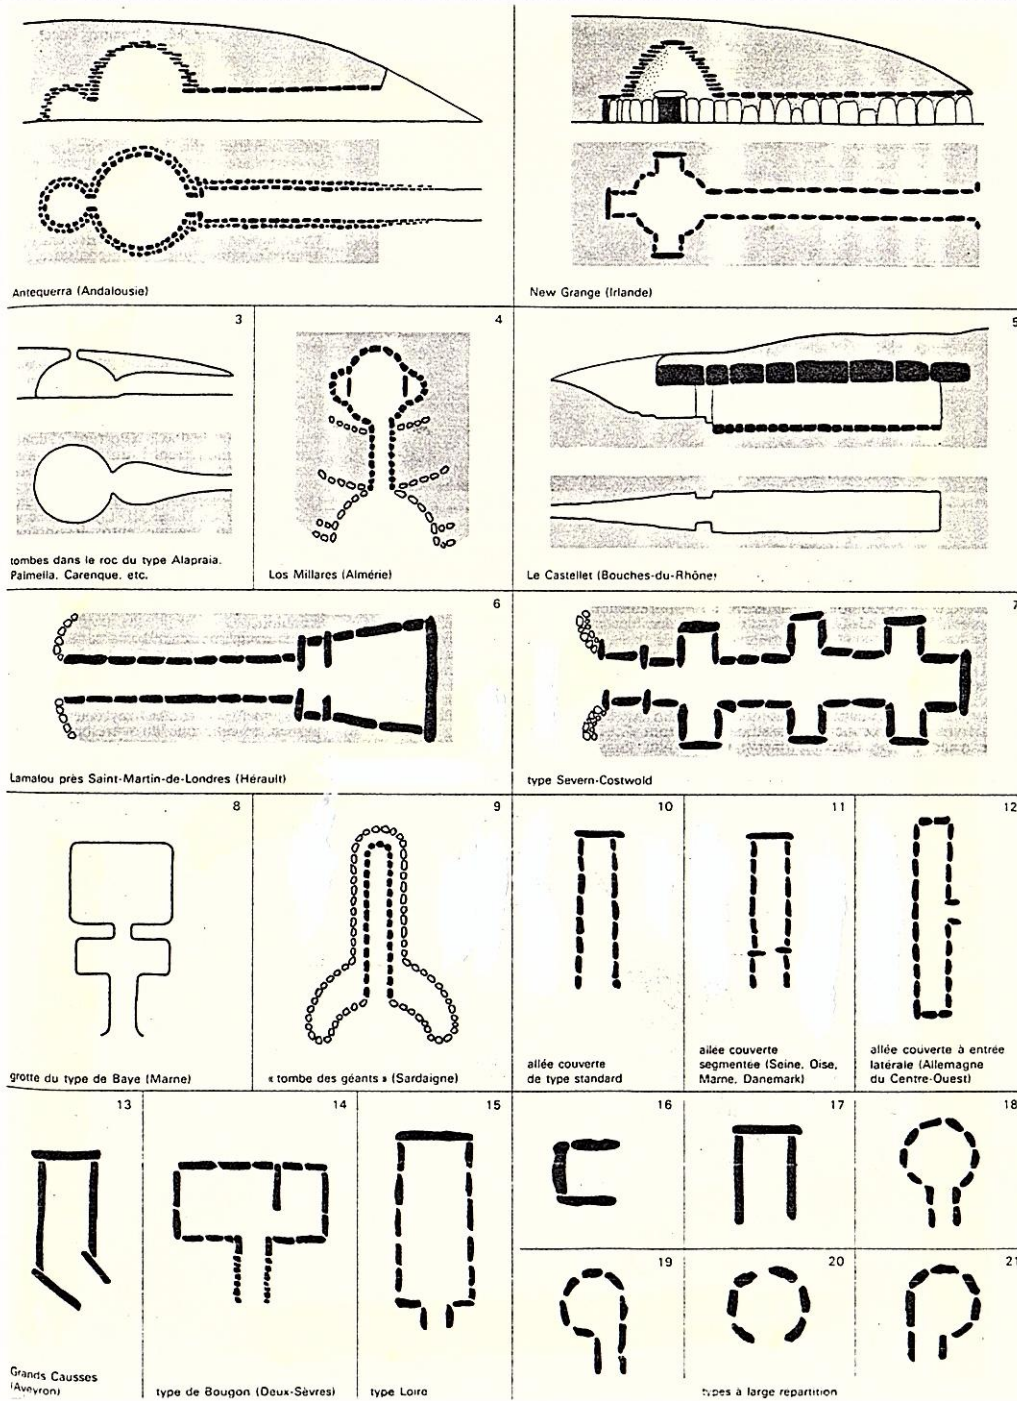 Antequerra (Andalousie)
New Grange (Irlande)
3
tombes dans le roc du type Alapraia,
Palmella, Carenque, etc.
4
Los Millares (Almérie)
5
Le Castellet (Bouches-du-Rhône)
6
Lamalou près Saint-Martin-de-Londres (Hérault)
7
type Severn-Costwold
8
grotte du type de Baye (Marne)
9
« tombe des géants » (Sardaigne)
10
allée couverte
de type standard
11
allée couverte
segmentée (Seine, Oise,
Marne, Danemark)
12
allée couverte à entrée
latérale (Allemagne
du Centre-Ouest)
13
Grands Causses
(Aveyron)
14
type de Bougon (Deux-Sèvres)
15
type Loire
16
17
18
19
20
21
types à large repartition